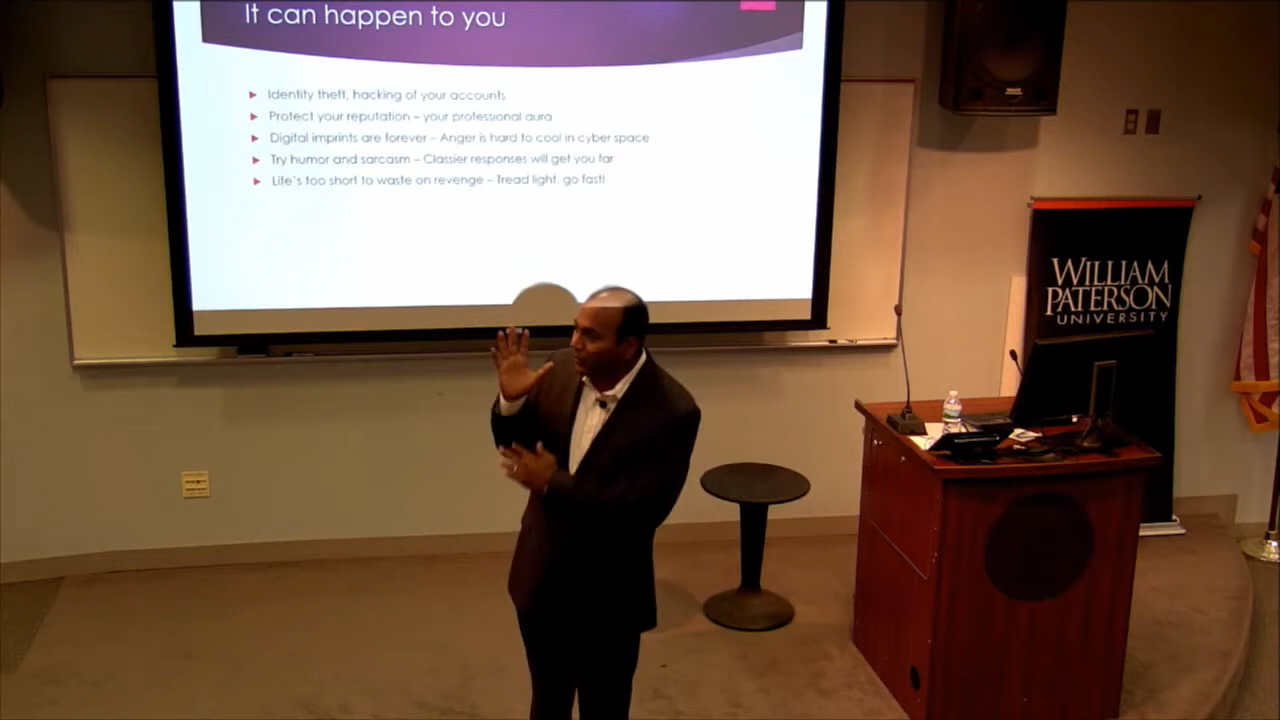 It can happen to you
Identity theft, hacking of your accounts
Protect your reputation – your professional aura
Digital imprints are forever – Anger is hard to cool in cyber space
Try humor and sarcasm – Classier responses will get you far
Life's too short to waste on revenge – Tread light, go fast!
WILLIAM
PATERSON
UNIVERSITY